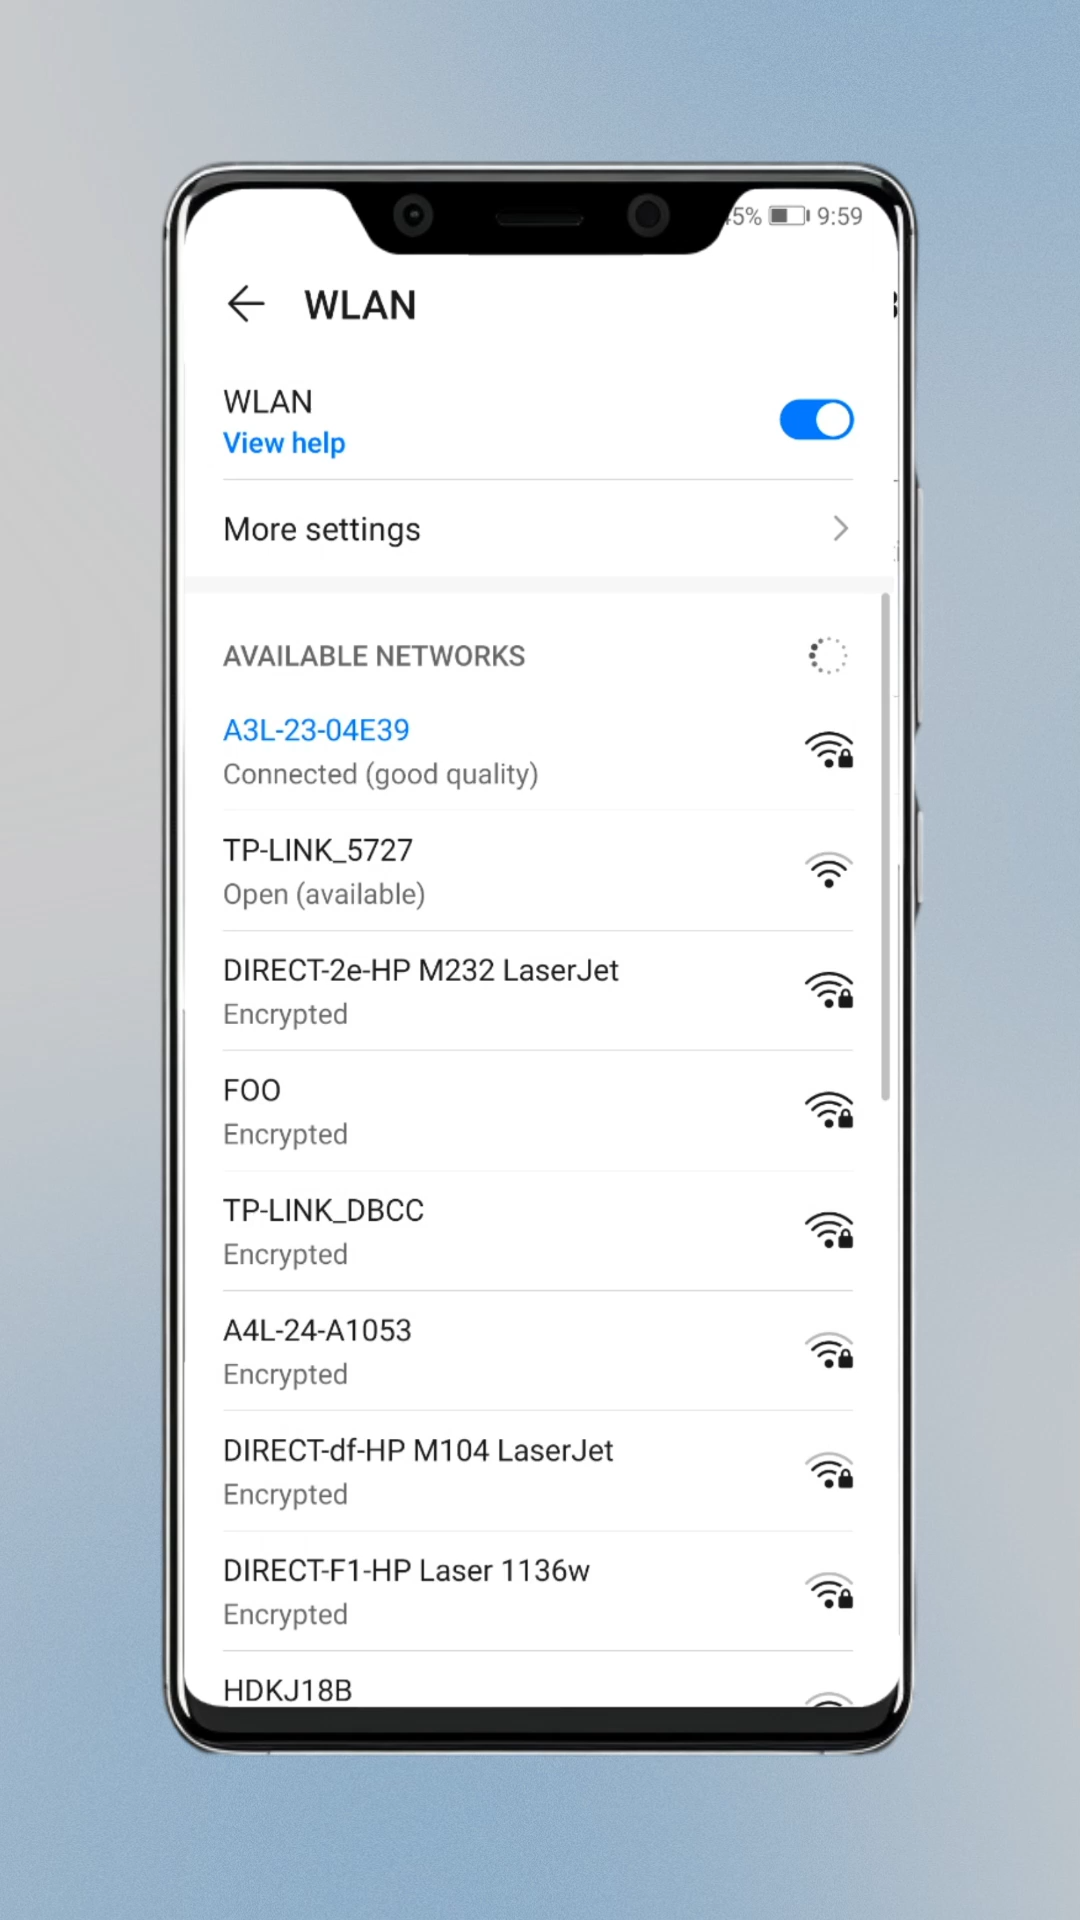 5% 9:59
WLAN
WLAN
View help
More settings
AVAILABLE NETWORKS
A3L-23-04E39
Connected (good quality)
TP-LINK_5727
Open (available)
DIRECT-2e-HP M232 LaserJet
Encrypted
FOO
Encrypted
TP-LINK_DBCC
Encrypted
A4L-24-A1053
Encrypted
DIRECT-df-HP M104 LaserJet
Encrypted
DIRECT-F1-HP Laser 1136w
Encrypted
HDKJ18B